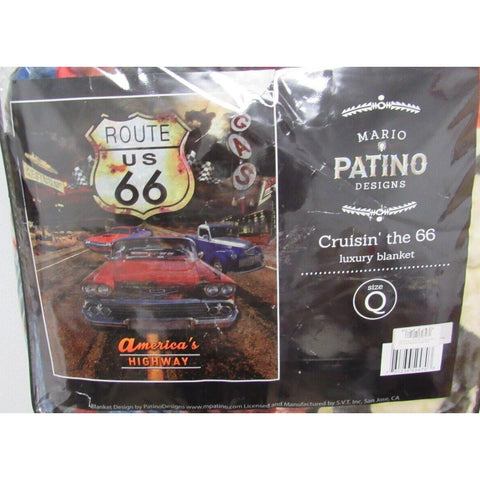 ROUTE
US
66
GAS
america's
HIGHWAY
MARIO
PATINO
DESIGNS
Cruisin' the 66
luxury blanket
size
Q
Blanket Design by PatinoDesigns www.mpatino.com Licensed and Manufactured by S.V.T. Inc, San Jose, CA